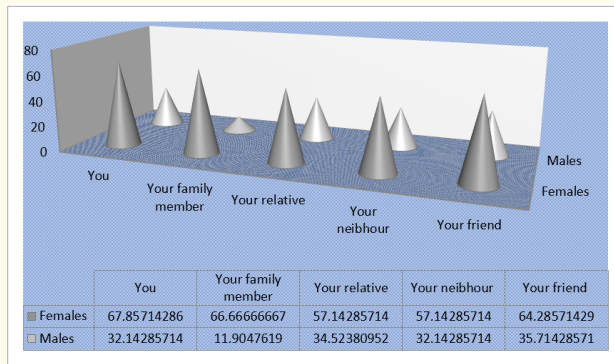 80
60
40
20
0
Males
Females
You
Your family
member
Your relative
Your
neibhour
Your friend
You
Your family
member
Your relative
Your neibhour
Your friend
Females 67.85714286 66.66666667 57.14285714 57.14285714 64.28571429
Males 32.14285714 11.9047619 34.52380952 32.14285714 35.71428571